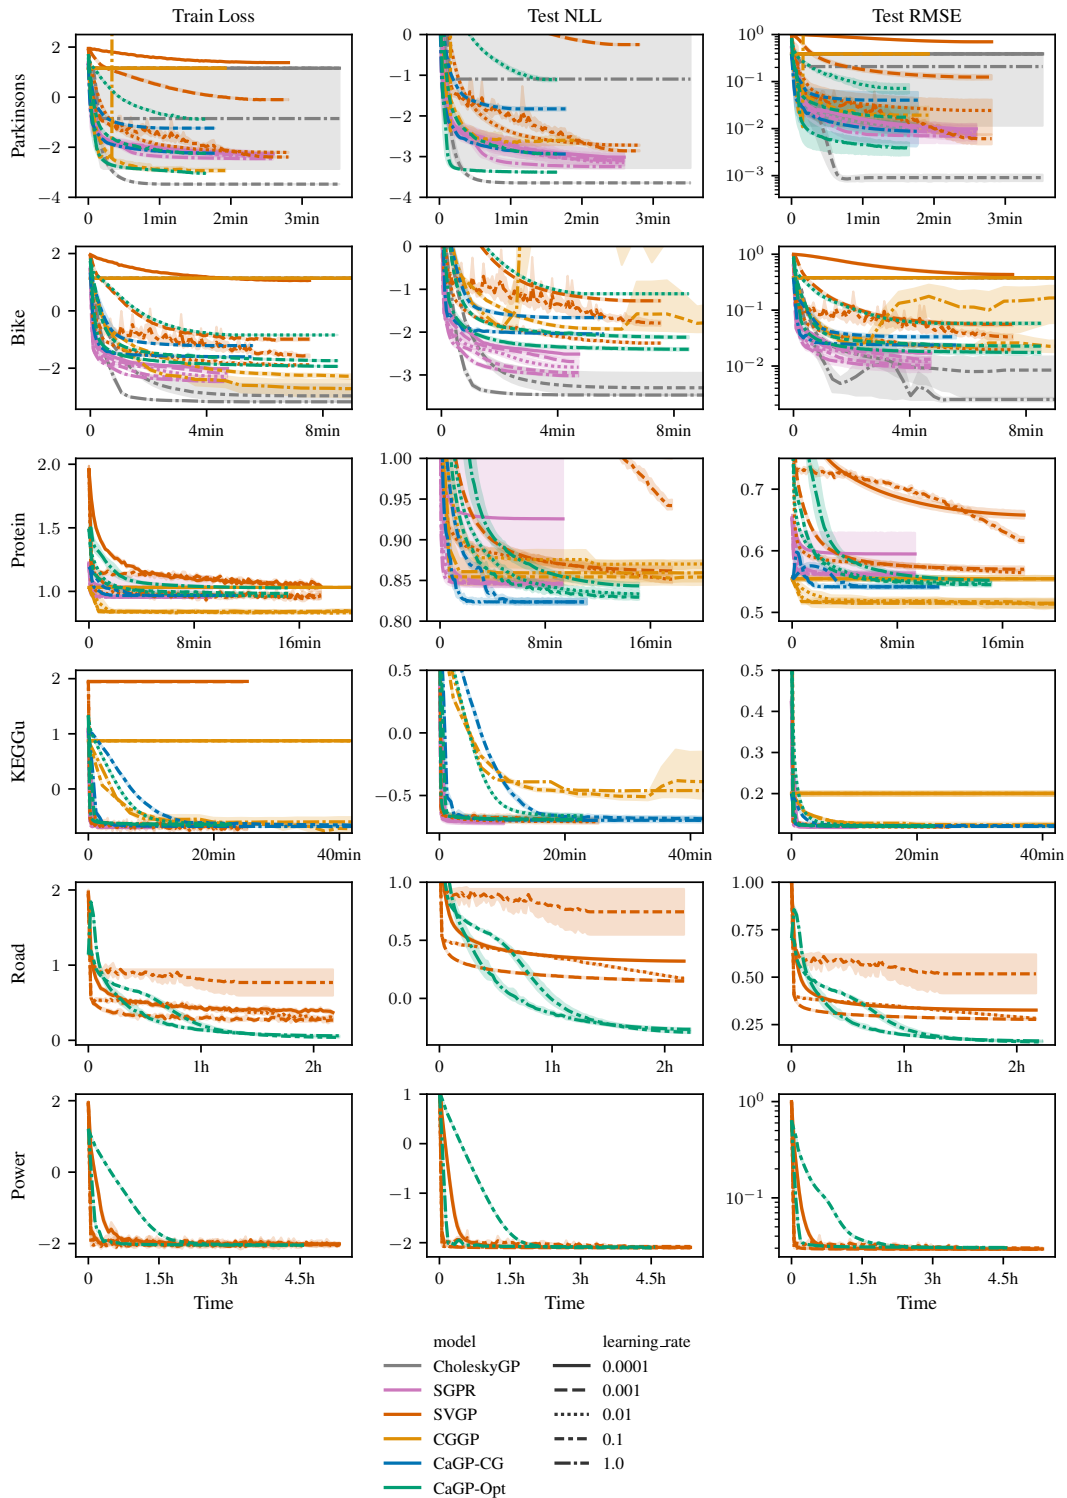 Train Loss
Test NLL
Test RMSE
Parkinsons
2
0
−2
−4
0 1min 2min 3min
0
−1
−2
−3
−4
0 1min 2min 3min
10⁰
10⁻¹
10⁻²
10⁻³
0 1min 2min 3min
Bike
2
0
−2
0 4min 8min
0
−1
−2
−3
0 4min 8min
10⁰
10⁻¹
10⁻²
0 4min 8min
Protein
2.0
1.5
1.0
0 8min 16min
1.00
0.95
0.90
0.85
0.80
0 8min 16min
0.7
0.6
0.5
0 8min 16min
KEGGu
2
1
0
0 20min 40min
0.5
0.0
−0.5
0 20min 40min
0.5
0.4
0.3
0.2
0 20min 40min
Road
2
1
0
0 1h 2h
1.0
0.5
0.0
0 1h 2h
1.00
0.75
0.50
0.25
0 1h 2h
Power
2
0
−2
0 1.5h 3h 4.5h
Time
1
0
−1
−2
0 1.5h 3h 4.5h
10⁰
10⁻¹
0 1.5h 3h 4.5h
Time
model
CholeskyGP
SGPR
SVGP
CGGP
CaGP-CG
CaGP-Opt
learning_rate
0.0001
0.001
0.01
0.1
1.0